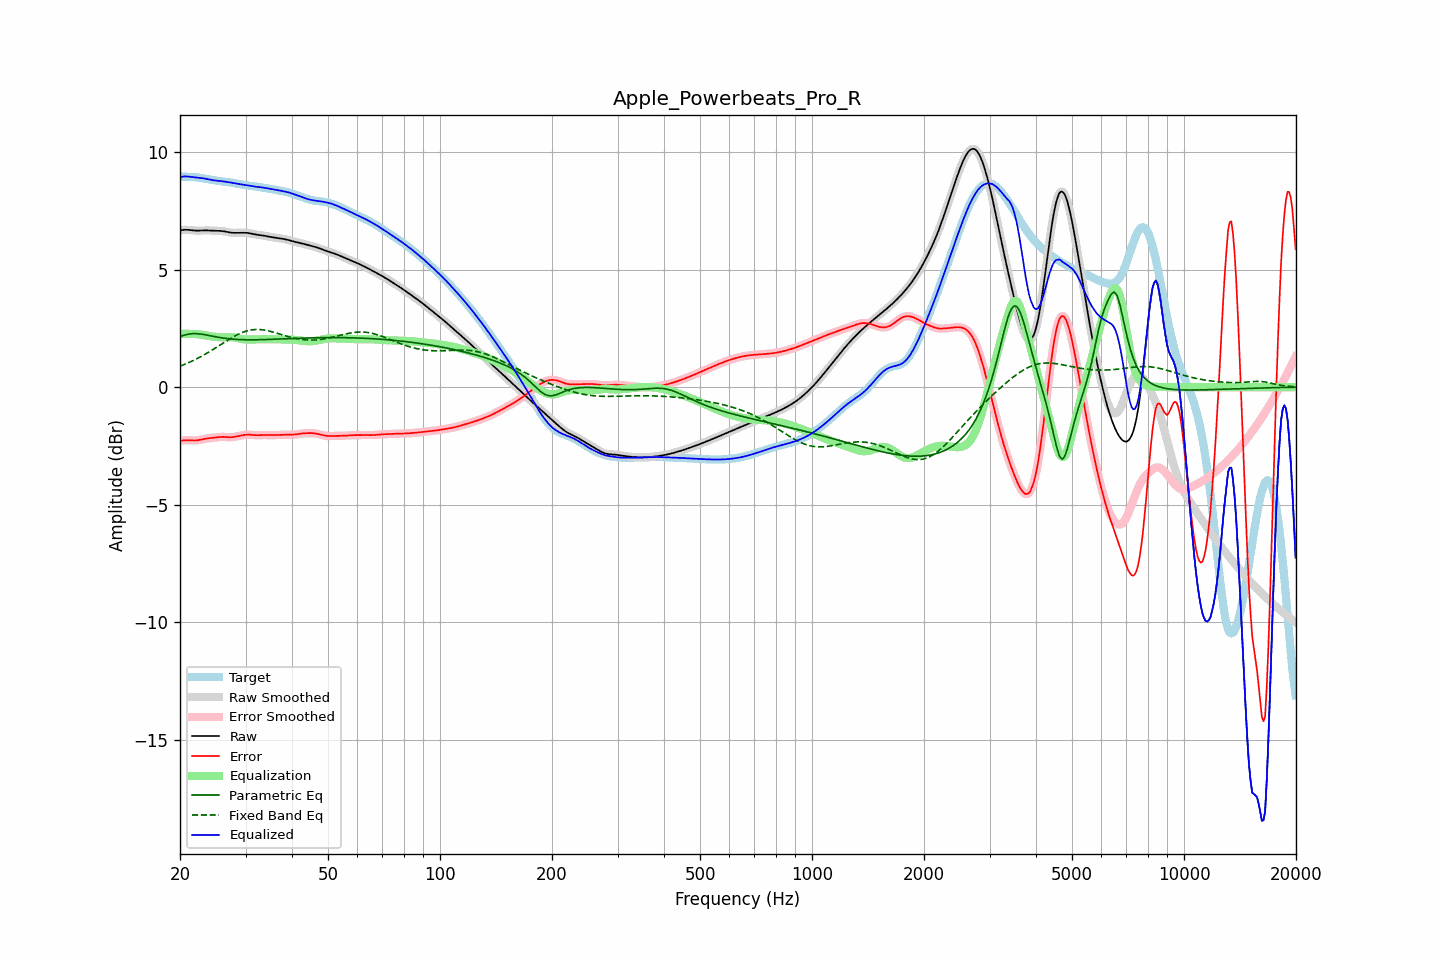 Apple_Powerbeats_Pro_R
10
5
0
−5
−10
−15
Amplitude (dBr)
Target
Raw Smoothed
Error Smoothed
Raw
Error
Equalization
Parametric Eq
Fixed Band Eq
Equalized
20 50 100 200 500 1000 2000 5000 10000 20000
Frequency (Hz)